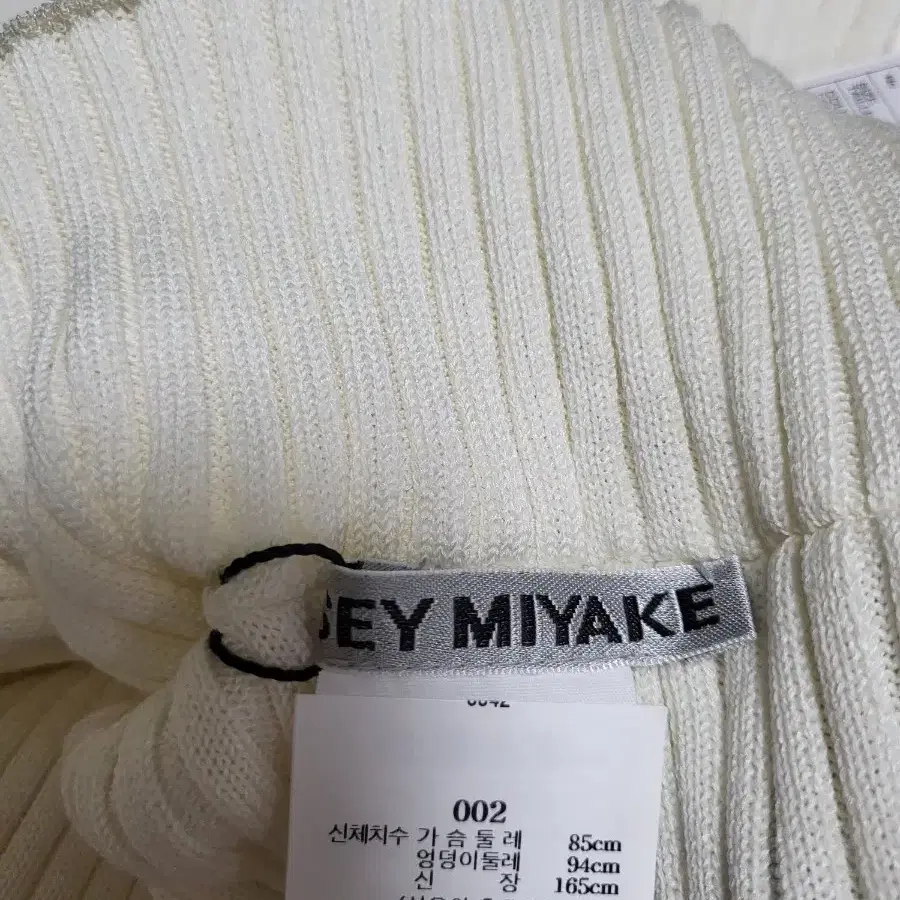 SEY MIYAKE
002
신체치수 가 슴 둘 레 85cm
엉덩이둘레 94cm
신 장 165cm